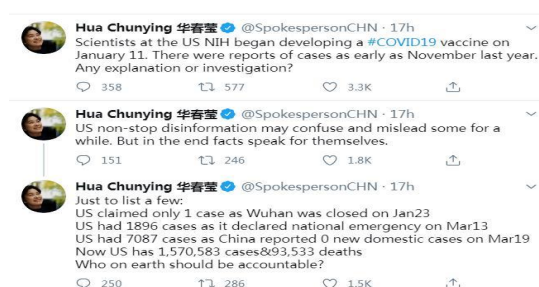 Hua Chunying 华春莹 @SpokespersonCHN · 17h
Scientists at the US NIH began developing a #COVID19 vaccine on
January 11. There were reports of cases as early as November last year.
Any explanation or investigation?
358 577 3.3K
Hua Chunying 华春莹 @SpokespersonCHN · 17h
US non-stop disinformation may confuse and mislead some for a
while. But in the end facts speak for themselves.
151 246 1.8K
Hua Chunying 华春莹 @SpokespersonCHN · 17h
Just to list a few:
US claimed only 1 case as Wuhan was closed on Jan23
US had 1896 cases as it declared national emergency on Mar13
US had 7087 cases as China reported 0 new domestic cases on Mar19
Now US has 1,570,583 cases&93,533 deaths
Who on earth should be accountable?
250 286 1.5K